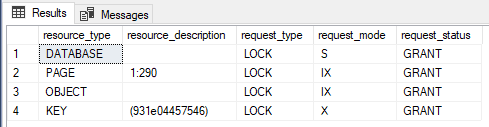 Results Messages
resource_type resource_description request_type request_mode request_status
1 DATABASE LOCK S GRANT
2 PAGE 1:290 LOCK IX GRANT
3 OBJECT LOCK IX GRANT
4 KEY (931e04457546) LOCK X GRANT